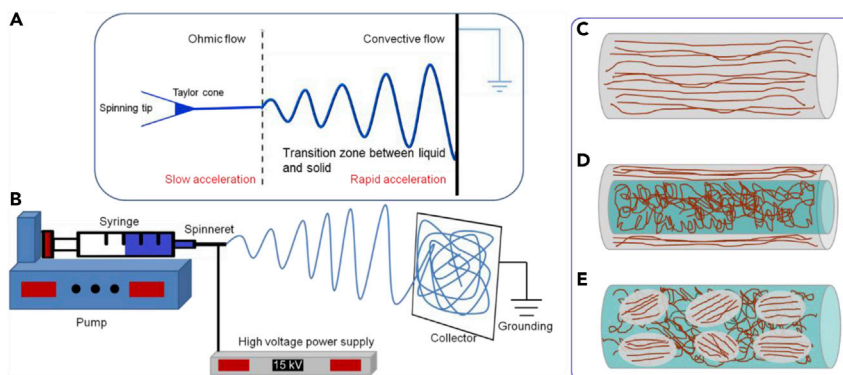 A
Ohmic flow
Convective flow
Taylor cone
Spinning tip
Transition zone between liquid
and solid
Slow acceleration
Rapid acceleration
B
Syringe
Spinneret
Pump
High voltage power supply
15 kV
Collector
Grounding
C
D
E